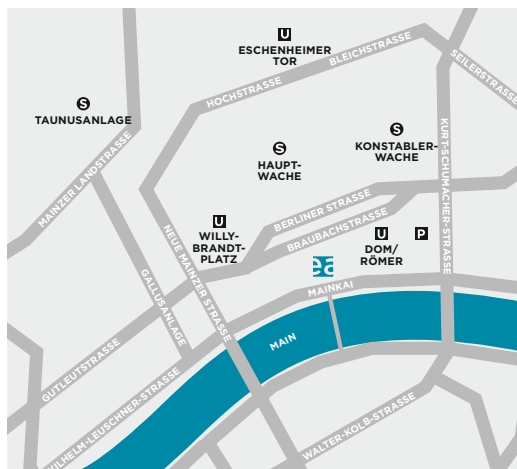 U
ESCHENHEIMER
TOR
BLEICHSTRASSE
SEILERSTRASSE
HOCHSTRASSE
S
TAUNUSANLAGE
S
HAUPT-
WACHE
S
KONSTABLER-
WACHE
MAINZER LANDSTRASSE
KURT-SCHUMACHER-STRASSE
BERLINER STRASSE
BRAUBACHSTRASSE
U
WILLY-
BRANDT-
PLATZ
U
DOM/
RÖMER
P
NEUE MAINZER STRASSE
GALLUSANLAGE
ea
MAINKAI
MAIN
GUTLEUTSTRASSE
WILHELM-LEUSCHNER-STRASSE
WALTER-KOLB-STRASSE